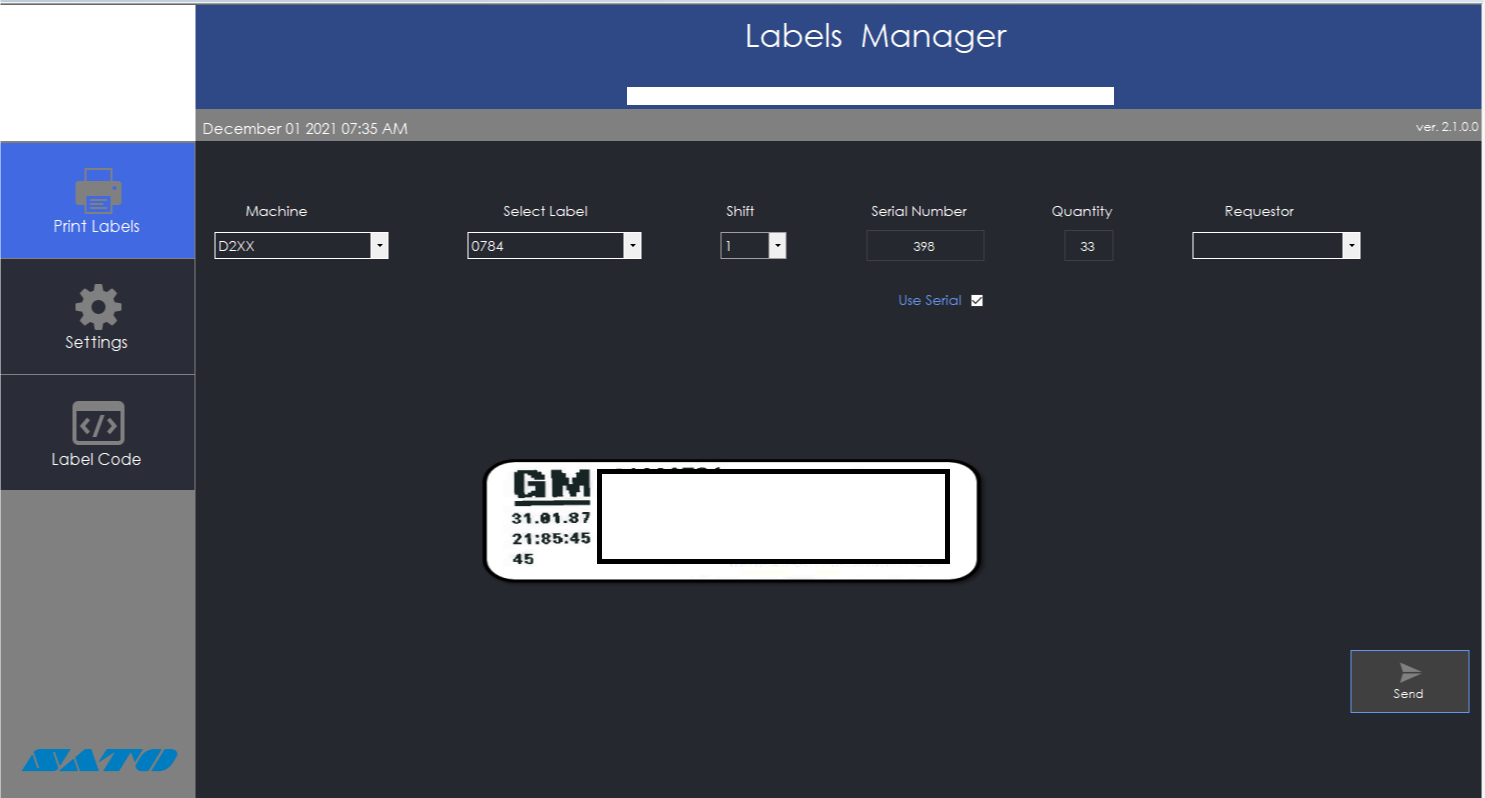 Labels Manager
December 01 2021 07:35 AM
ver. 2.1.0.0
Print Labels
Settings
Label Code
Machine
Select Label
Shift
Serial Number
Quantity
Requestor
D2XX
0784
1
398
33
Use Serial
GM
31.01.87
21:85:45
45
Send
SATO